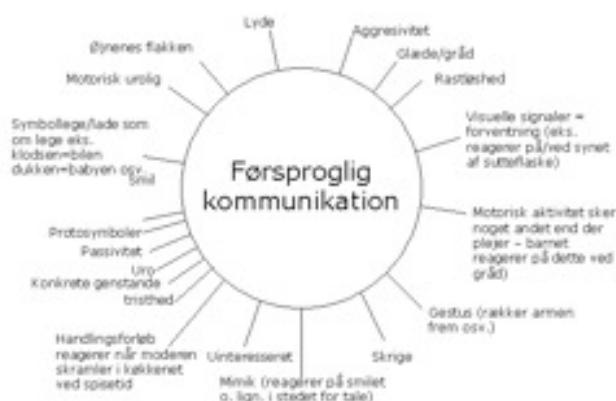 Førsproglig
kommunikation
Lyde
Aggresivitet
Glæde/gråd
Rastløshed
Visuelle signaler =
forventning (eks.
reagerer på/ved synet
af sutteflaske)
Motorisk aktivitet sker
noget andet end der
plejer – barnet
reagerer på dette ved
gråd)
Gestus (rækker armen
frem osv.)
Skrige
Mimik (reagerer på smilet
o. lign. i stedet for tale)
Uinteresseret
Handlingsforløb
reagerer når moderen
skramler i køkkenet
ved spisetid
tristhed
Konkrete genstande
Uro
Passivitet
Protosymboler
Smil
Symbollege/lade som
om lege eks.
klodsen=bilen
dukken=babyen osv.
Motorisk urolig
Øjnenes flakken